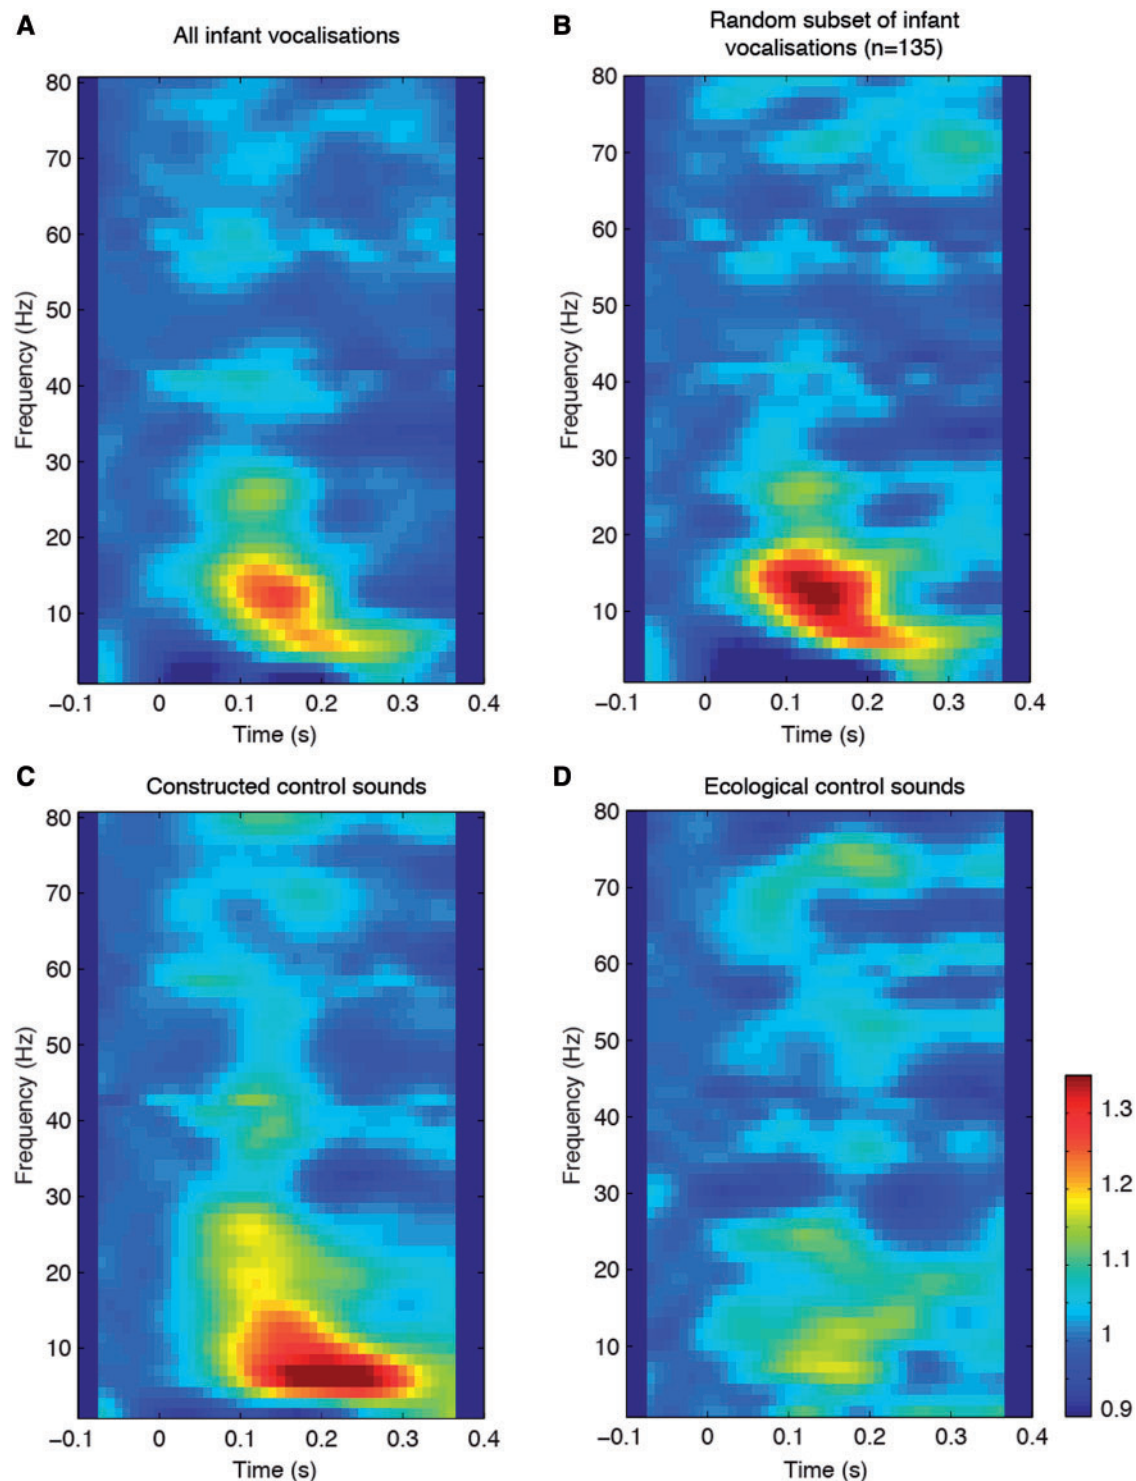 A
All infant vocalisations
80
70
60
50
40
30
20
10
Frequency (Hz)
−0.1 0 0.1 0.2 0.3 0.4
Time (s)
B
Random subset of infant
vocalisations (n=135)
80
70
60
50
40
30
20
10
Frequency (Hz)
−0.1 0 0.1 0.2 0.3 0.4
Time (s)
C
Constructed control sounds
80
70
60
50
40
30
20
10
Frequency (Hz)
−0.1 0 0.1 0.2 0.3 0.4
Time (s)
D
Ecological control sounds
80
70
60
50
40
30
20
10
Frequency (Hz)
−0.1 0 0.1 0.2 0.3 0.4
Time (s)
1.3
1.2
1.1
1
0.9